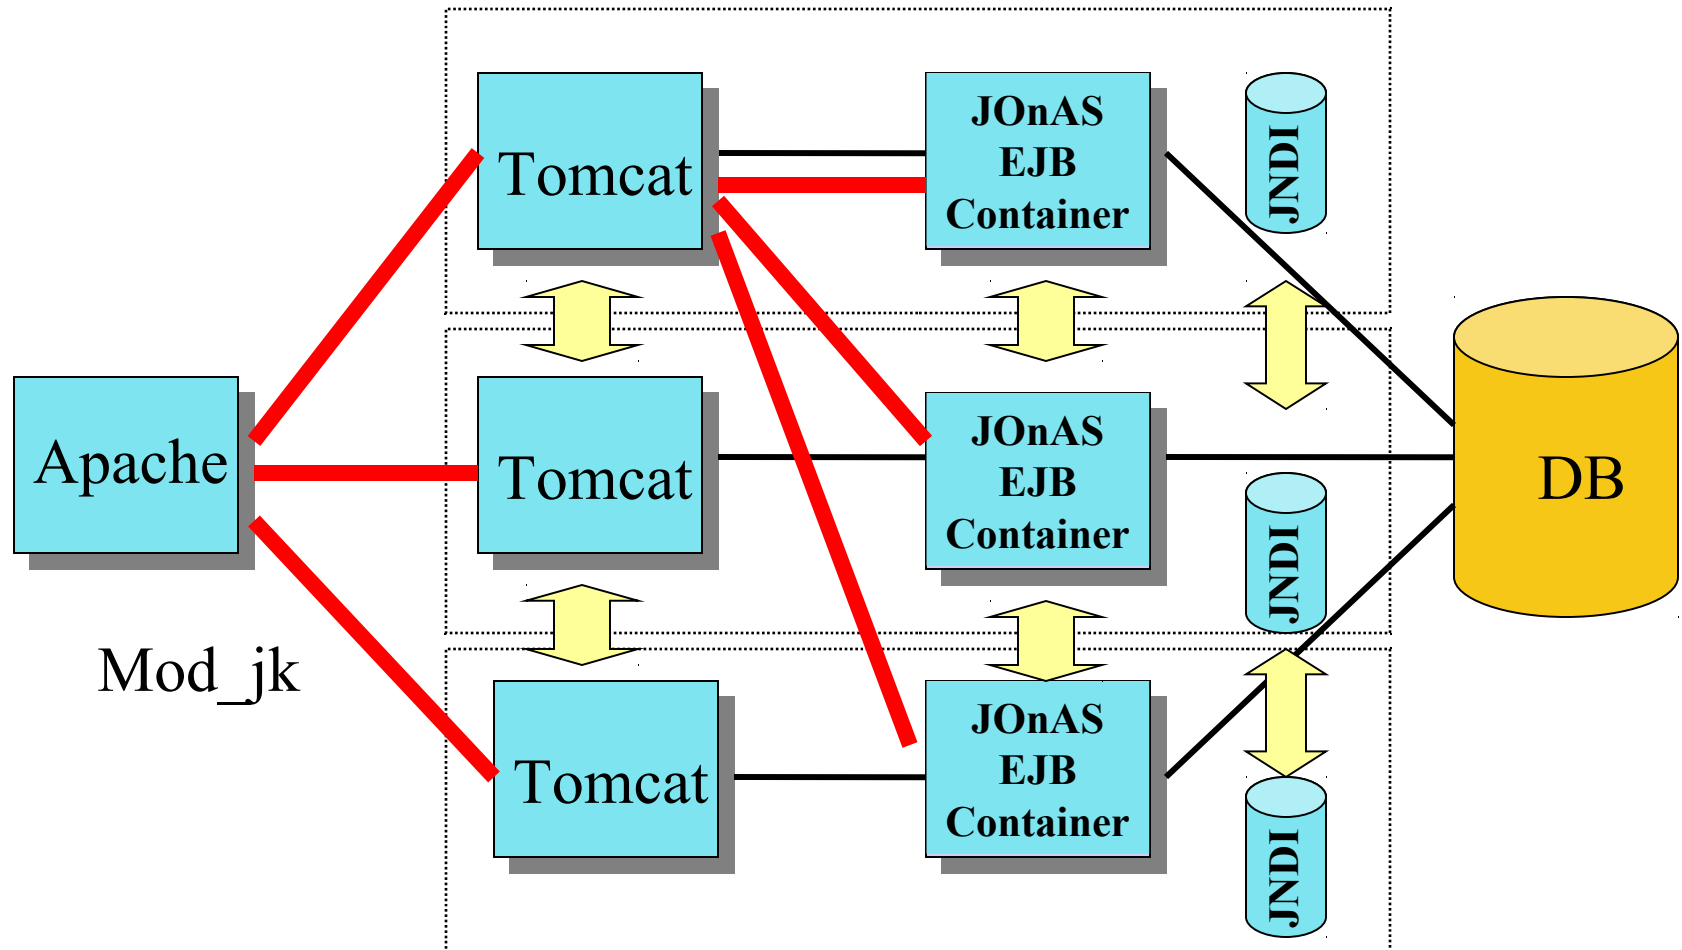 Tomcat
JOnAS
EJB
Container
JNDI
Apache
Tomcat
JOnAS
EJB
Container
JNDI
DB
Mod_jk
Tomcat
JOnAS
EJB
Container
JNDI